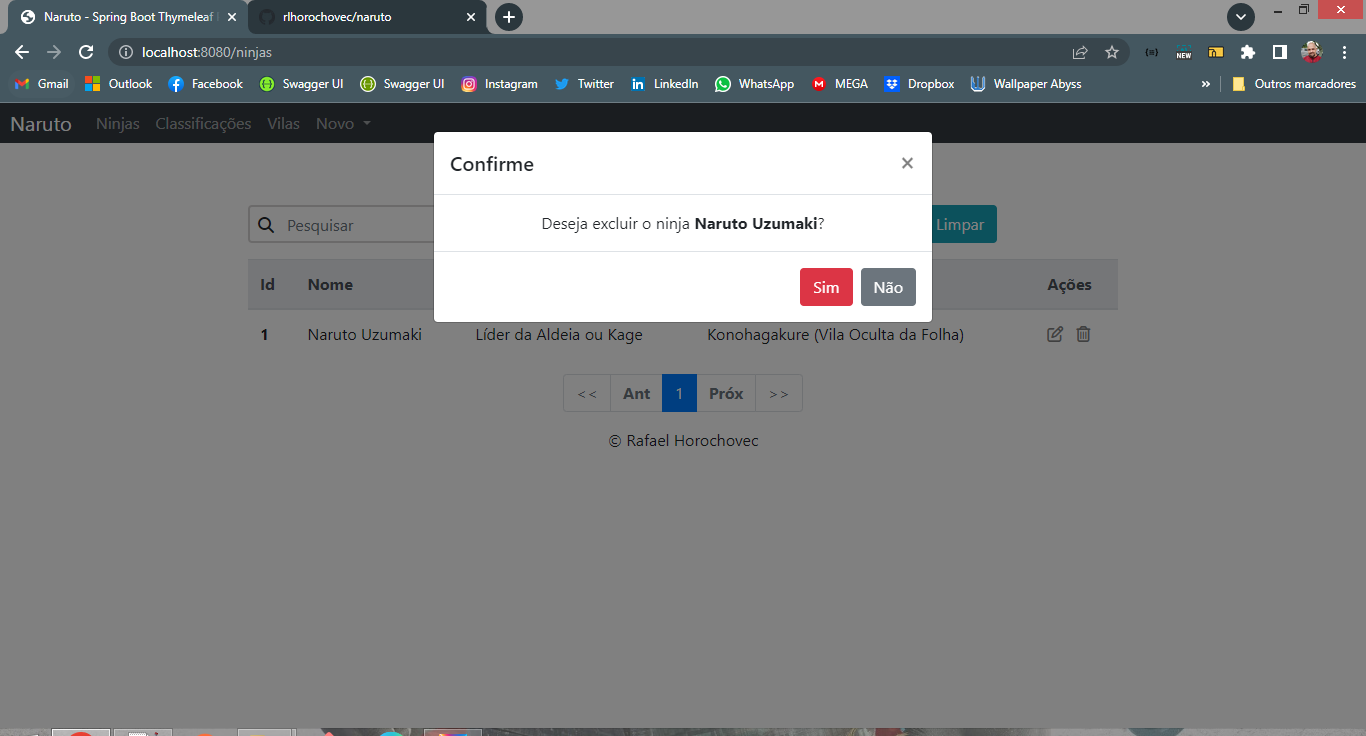 Naruto - Spring Boot Thymeleaf
rlhorochovec/naruto
localhost:8080/ninjas
NEW
Gmail
Outlook
Facebook
Swagger UI
Swagger UI
Instagram
Twitter
LinkedIn
WhatsApp
MEGA
Dropbox
Wallpaper Abyss
»
Outros marcadores
Naruto Ninjas Classificações Vilas Novo
Confirme ×
Deseja excluir o ninja Naruto Uzumaki?
Sim Não
Pesquisar
Limpar
Id Nome Ações
1 Naruto Uzumaki Líder da Aldeia ou Kage Konohagakure (Vila Oculta da Folha)
<< Ant 1 Próx >>
© Rafael Horochovec